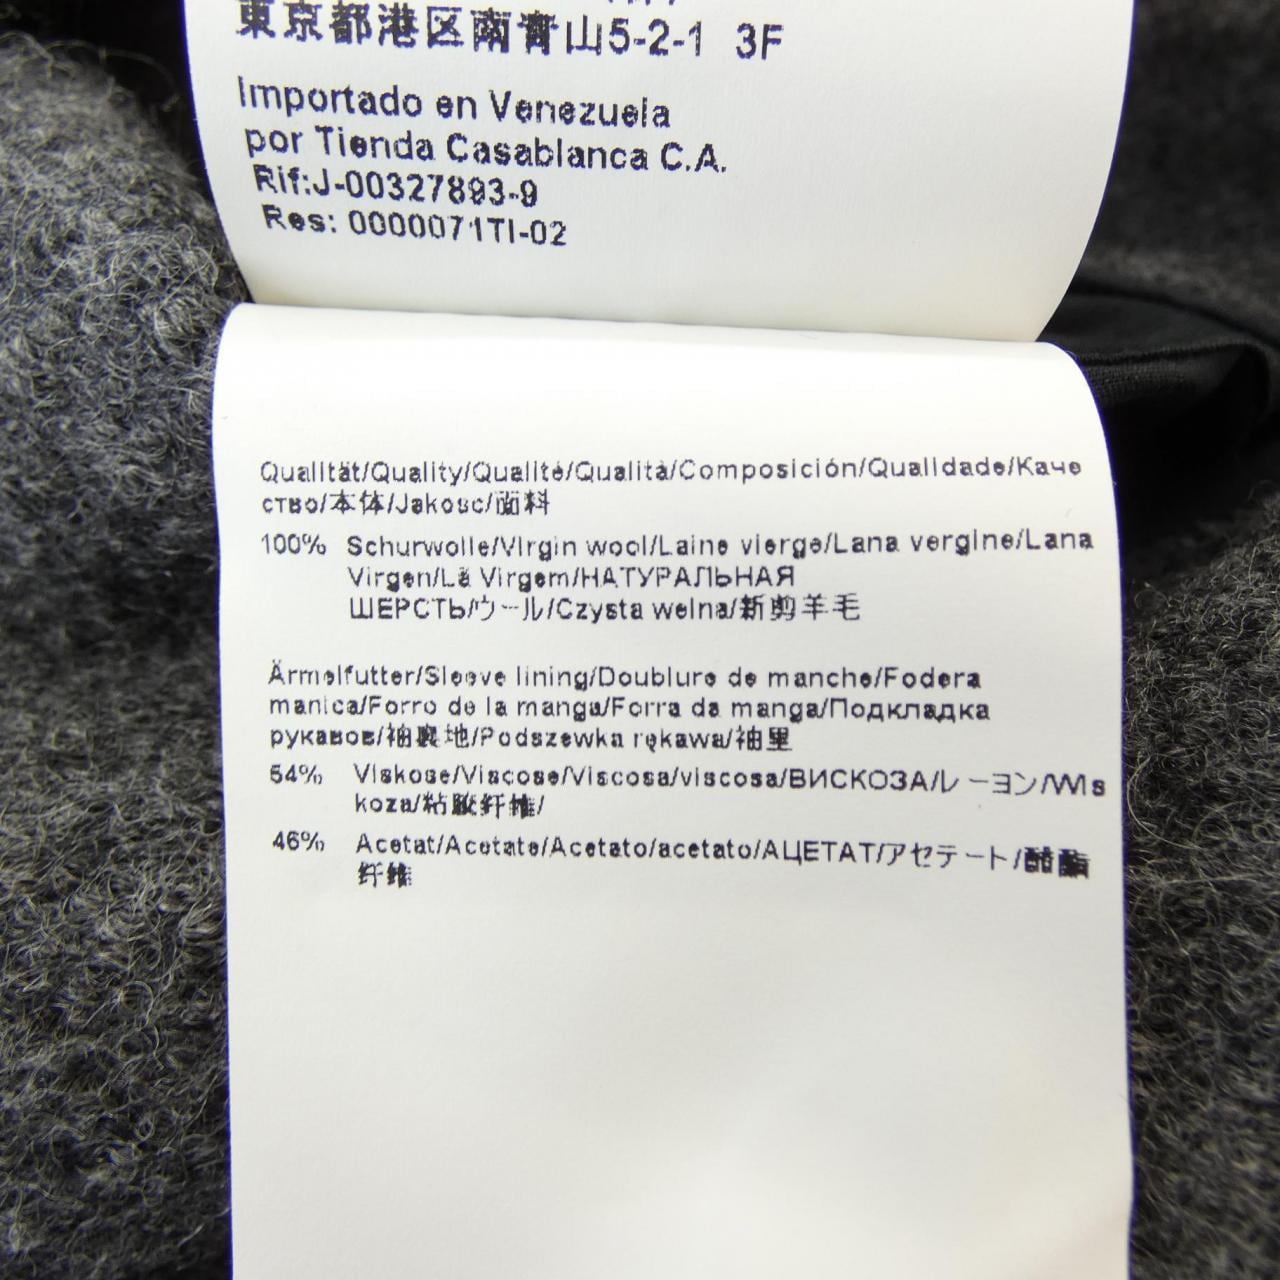 東京都港区南青山5-2-1 3F
Importado en Venezuela
por Tienda Casablanca C.A.
Rif:J-00327893-9
Res: 0000071TI-02
Qualität/Quality/Qualité/Qualità/Composición/Qualidade/Каче
ство/本体/Jakosc/面料
100% Schurwolle/Virgin wool/Laine vierge/Lana vergine/Lana
Virgen/Lã Virgem/НАТУРАЛЬНАЯ
ШЕРСТЬ/ウール/Czysta welna/新剪羊毛
Ärmelfutter/Sleeve lining/Doublure de manche/Fodera
manica/Forro de la manga/Forra da manga/Подкладка
рукавов/袖裏地/Podszewka rękawa/袖里
54% Viskose/Viscose/Viscosa/viscosa/ВИСКОЗА/レーヨン/Wis
koza/粘胶纤维/
46% Acetat/Acetate/Acetato/acetato/АЦЕТАТ/アセテート/醋酯
纤维